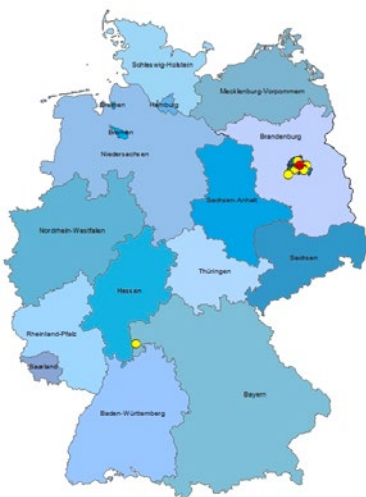 Schleswig-Holstein
Mecklenburg-Vorpommern
Bremen
Hamburg
Bremen
Brandenburg
Niedersachsen
Sachsen-Anhalt
Nordrhein-Westfalen
Sachsen
Thüringen
Hessen
Rheinland-Pfalz
Saarland
Bayern
Baden-Württemberg